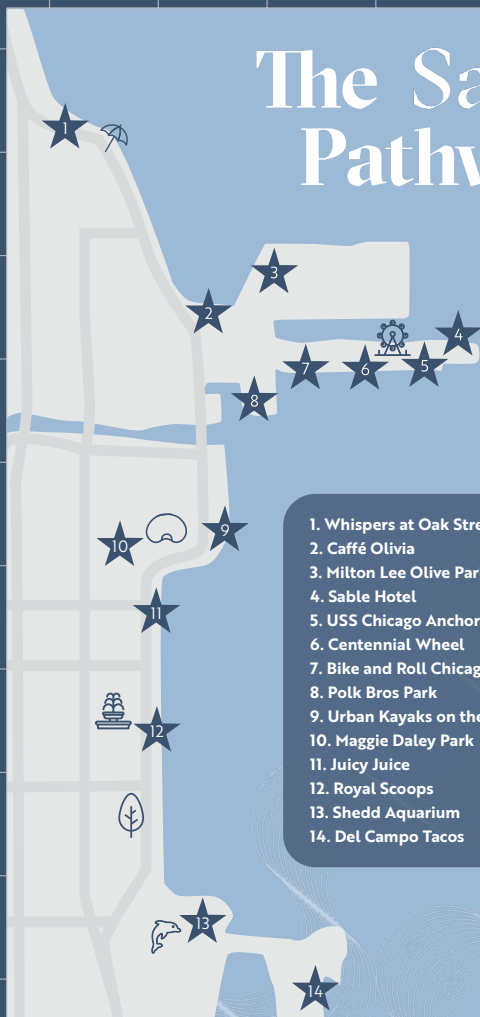 The Sa
Pathw
1
2
3
4
7
6
5
8
9
10
11
12
13
14
1. Whispers at Oak Stre
2. Caffé Olivia
3. Milton Lee Olive Par
4. Sable Hotel
5. USS Chicago Anchor
6. Centennial Wheel
7. Bike and Roll Chicag
8. Polk Bros Park
9. Urban Kayaks on the
10. Maggie Daley Park
11. Juicy Juice
12. Royal Scoops
13. Shedd Aquarium
14. Del Campo Tacos